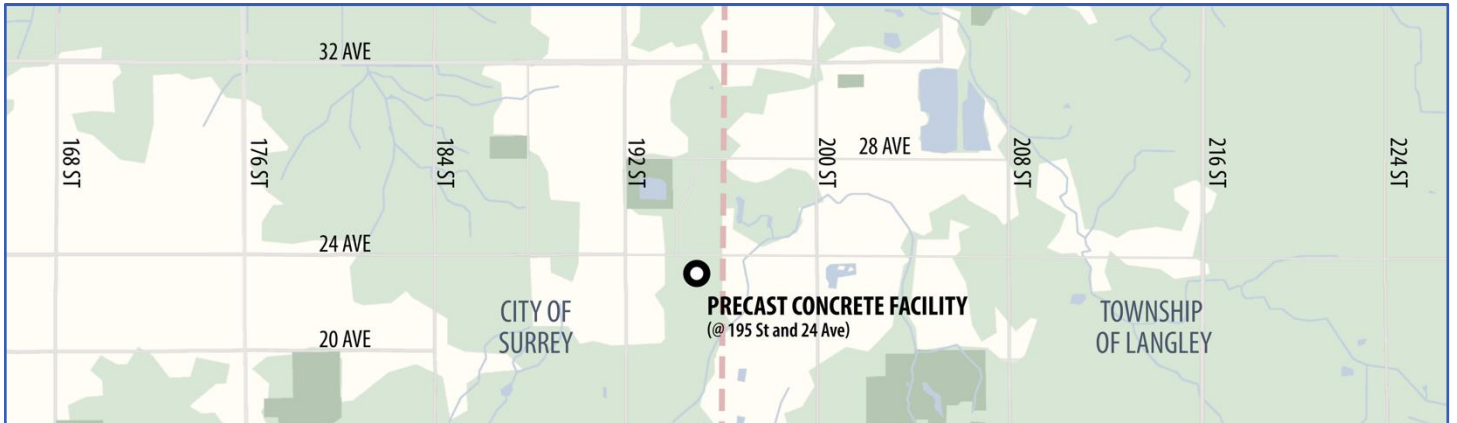 32 AVE
168 ST
176 ST
184 ST
192 ST
200 ST
28 AVE
208 ST
216 ST
224 ST
24 AVE
PRECAST CONCRETE FACILITY
(@ 195 St and 24 Ave)
CITY OF
SURREY
TOWNSHIP
OF LANGLEY
20 AVE